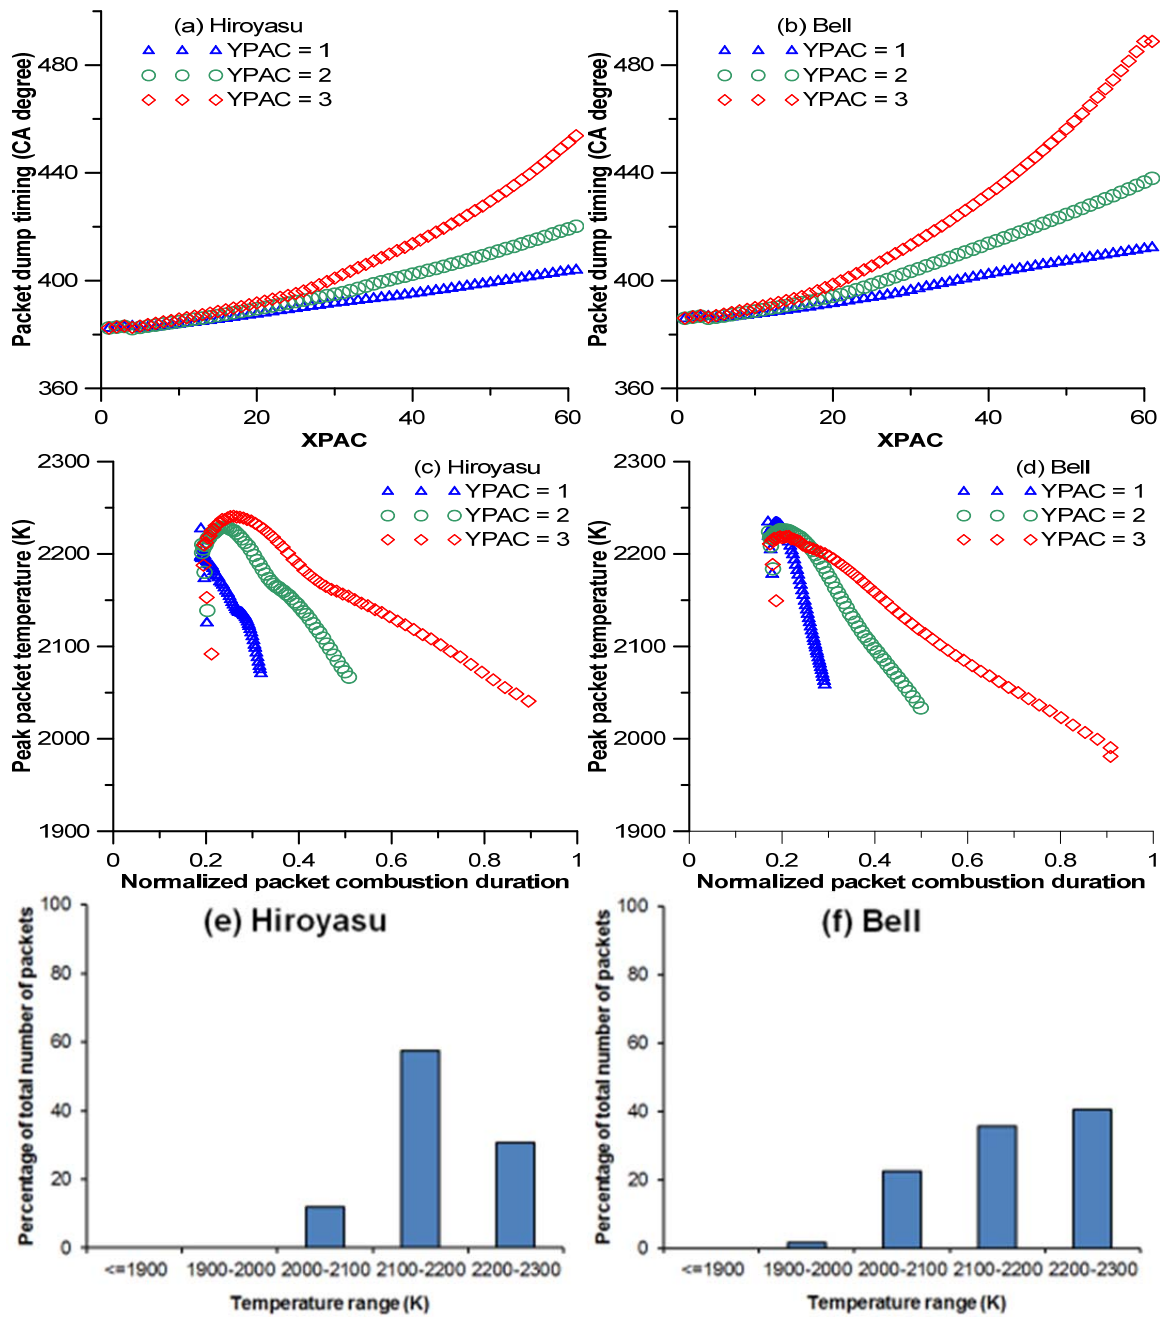 (a) Hiroyasu
YPAC = 1
YPAC = 2
YPAC = 3
480
440
400
360
0
20
40
60
Packet dump timing (CA degree)
XPAC
(b) Bell
YPAC = 1
YPAC = 2
YPAC = 3
480
440
400
360
0
20
40
60
Packet dump timing (CA degree)
XPAC
(c) Hiroyasu
YPAC = 1
YPAC = 2
YPAC = 3
2300
2200
2100
2000
1900
0
0.2
0.4
0.6
0.8
1
Peak packet temperature (K)
Normalized packet combustion duration
(d) Bell
YPAC = 1
YPAC = 2
YPAC = 3
2300
2200
2100
2000
1900
0
0.2
0.4
0.6
0.8
1
Peak packet temperature (K)
Normalized packet combustion duration
(e) Hiroyasu
100
80
60
40
20
0
Percentage of total number of packets
<=1900 1900-2000 2000-2100 2100-2200 2200-2300
Temperature range (K)
(f) Bell
100
80
60
40
20
0
Percentage of total number of packets
<=1900 1900-2000 2000-2100 2100-2200 2200-2300
Temperature range (K)